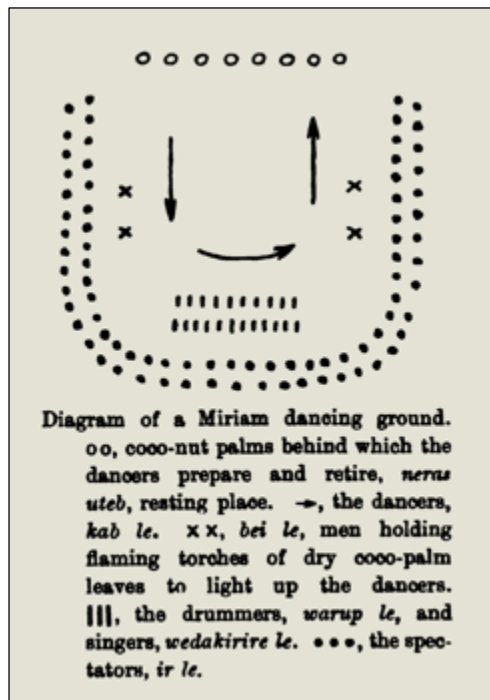 Diagram of a Miriam dancing ground.
oo, coco-nut palms behind which the
dancers prepare and retire, neras
uteb, resting place. →, the dancers,
kab le. ××, bei le, men holding
flaming torches of dry coco-palm
leaves to light up the dancers.
|||, the drummers, warup le, and
singers, wedakirire le. •••, the spec-
tators, ir le.